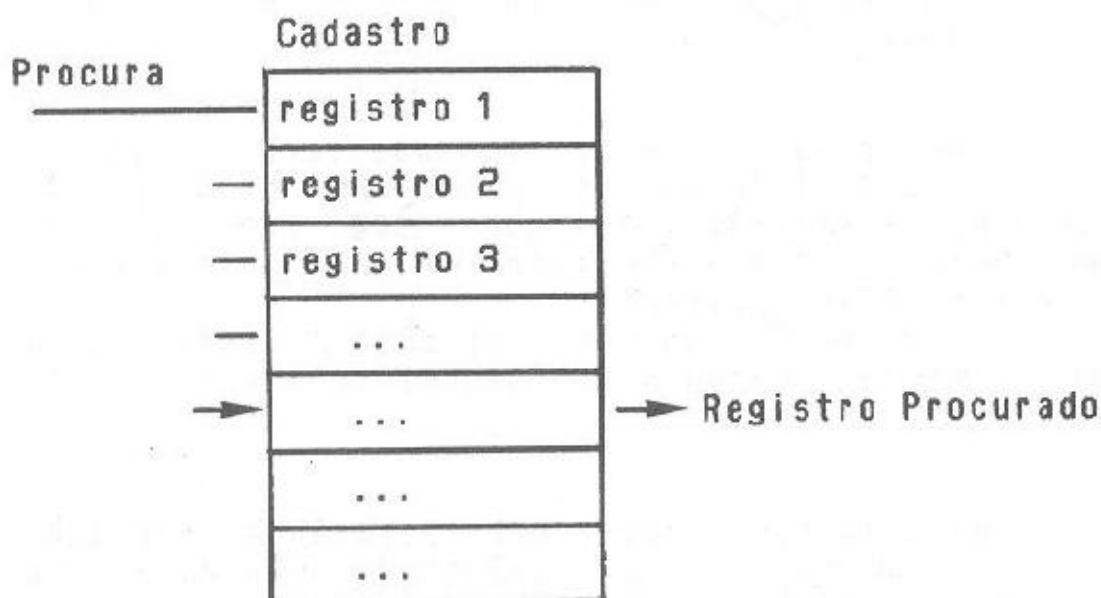 Cadastro
Procura
registro 1
registro 2
registro 3
...
...
Registro Procurado
...
...